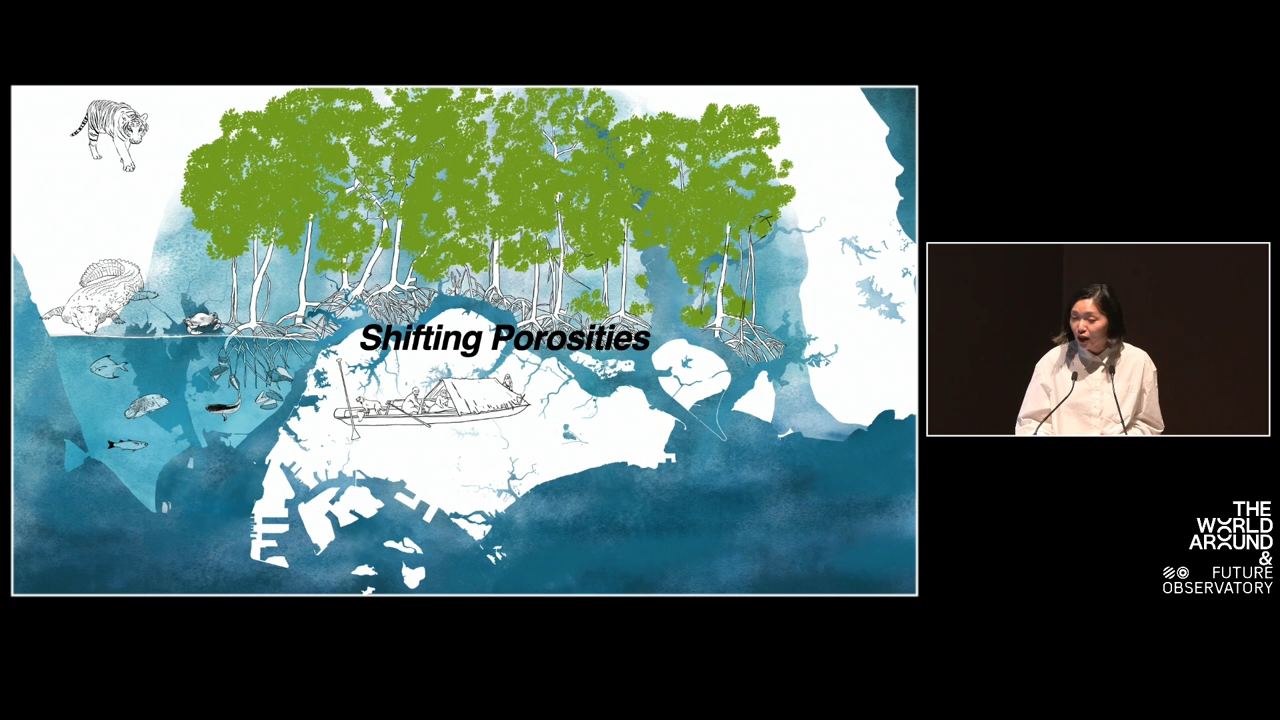 Shifting Porosities
THE
WORLD
AROUND
&
FUTURE
OBSERVATORY